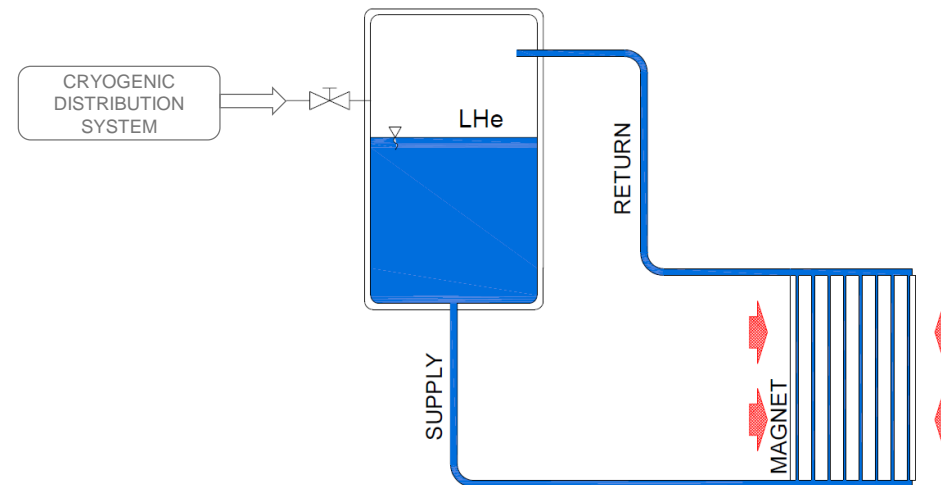 CRYOGENIC
DISTRIBUTION
SYSTEM
LHe
RETURN
SUPPLY
MAGNET